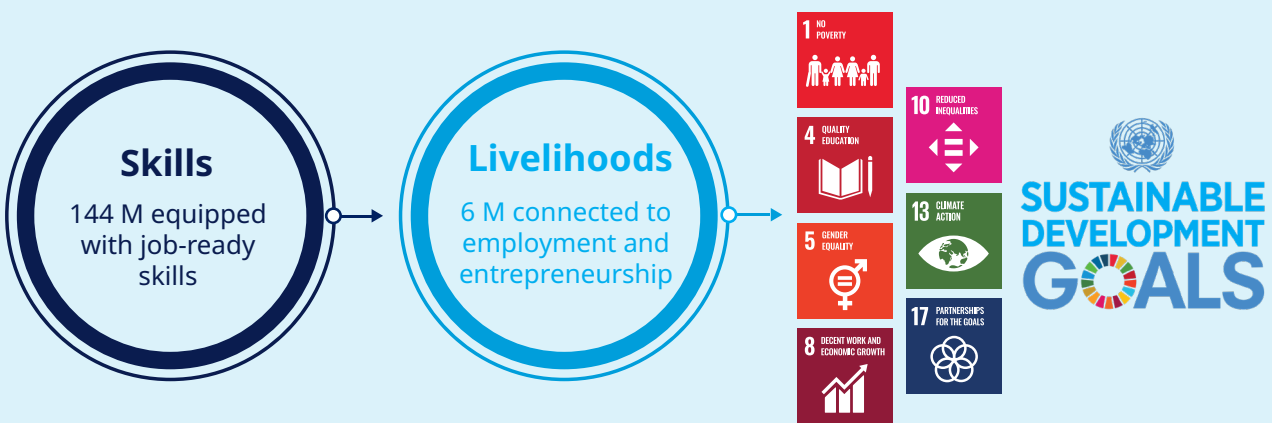 Skills
144 M equipped
with job-ready
skills
Livelihoods
6 M connected to
employment and
entrepreneurship
1 NO
POVERTY
4 QUALITY
EDUCATION
5 GENDER
EQUALITY
8 DECENT WORK AND
ECONOMIC GROWTH
10 REDUCED
INEQUALITIES
13 CLIMATE
ACTION
17 PARTNERSHIPS
FOR THE GOALS
SUSTAINABLE
DEVELOPMENT
GOALS